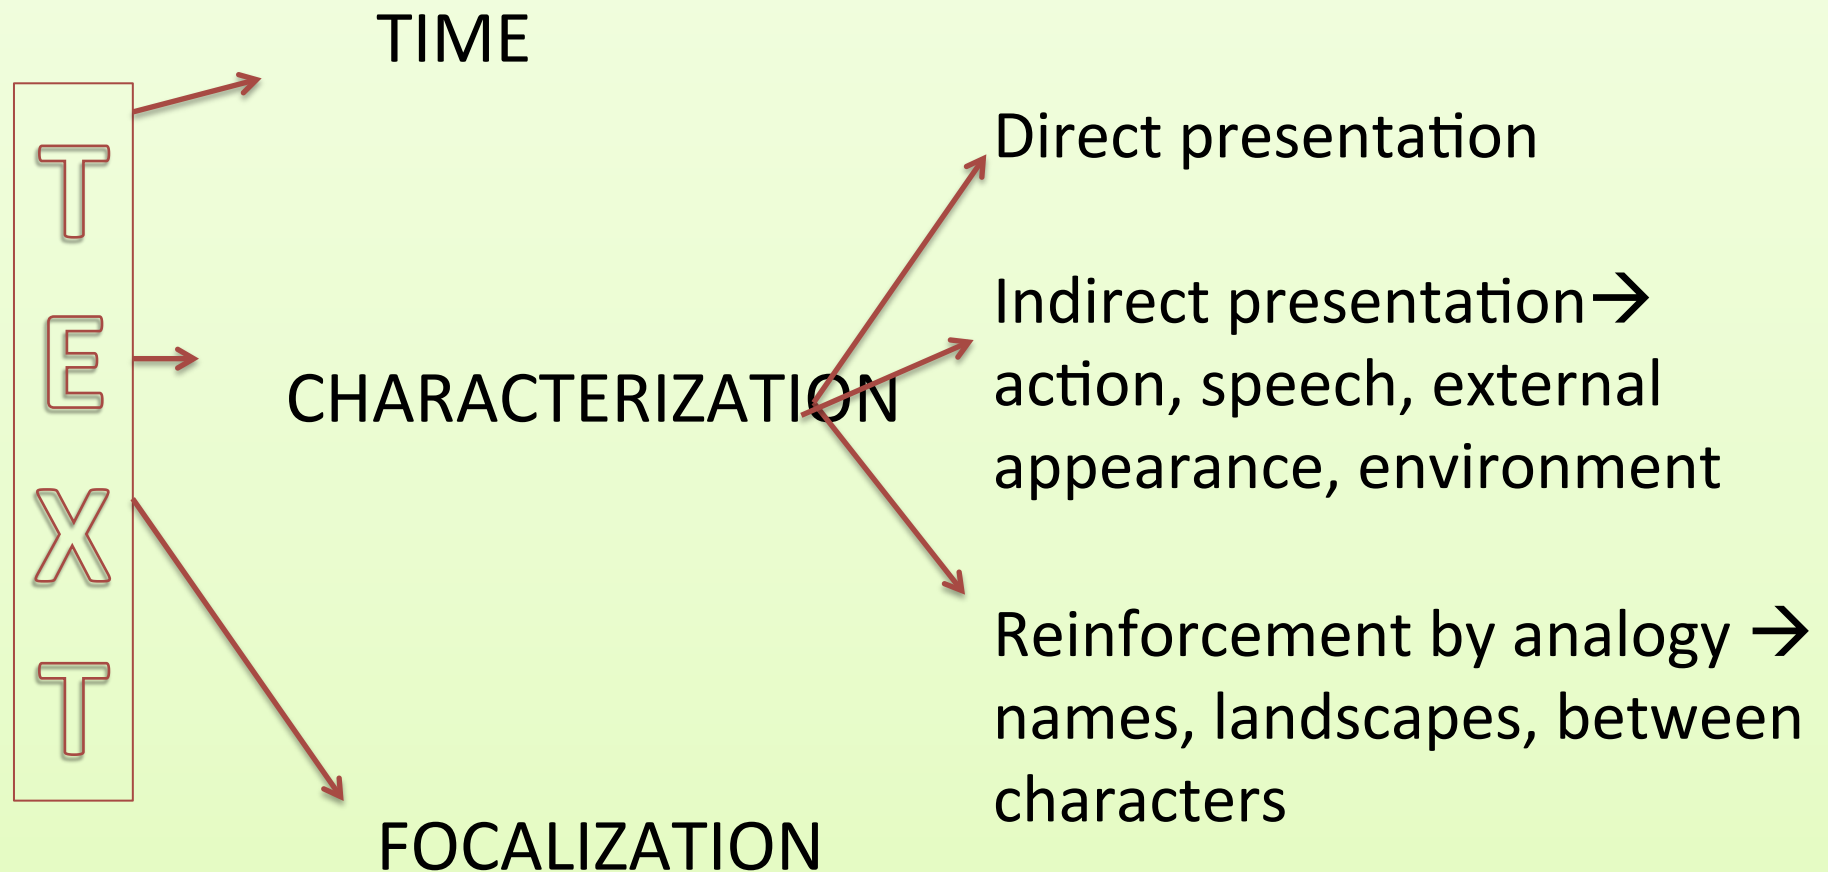 TEXT
TIME
CHARACTERIZATION
FOCALIZATION
Direct presentation
Indirect presentation→
action, speech, external
appearance, environment
Reinforcement by analogy →
names, landscapes, between
characters